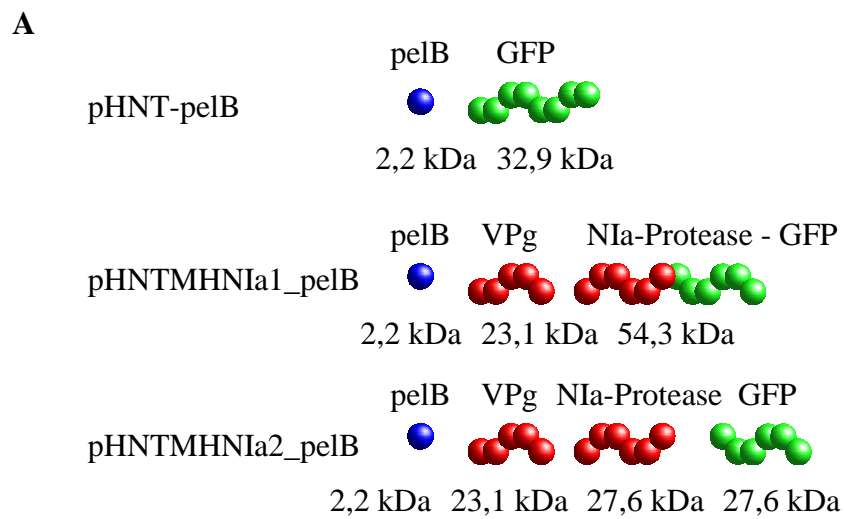 A
pelB GFP
pHNT-pelB
2,2 kDa 32,9 kDa
pelB VPg NIa-Protease - GFP
pHNTMHNIa1_pelB
2,2 kDa 23,1 kDa 54,3 kDa
pelB VPg NIa-Protease GFP
pHNTMHNIa2_pelB
2,2 kDa 23,1 kDa 27,6 kDa 27,6 kDa